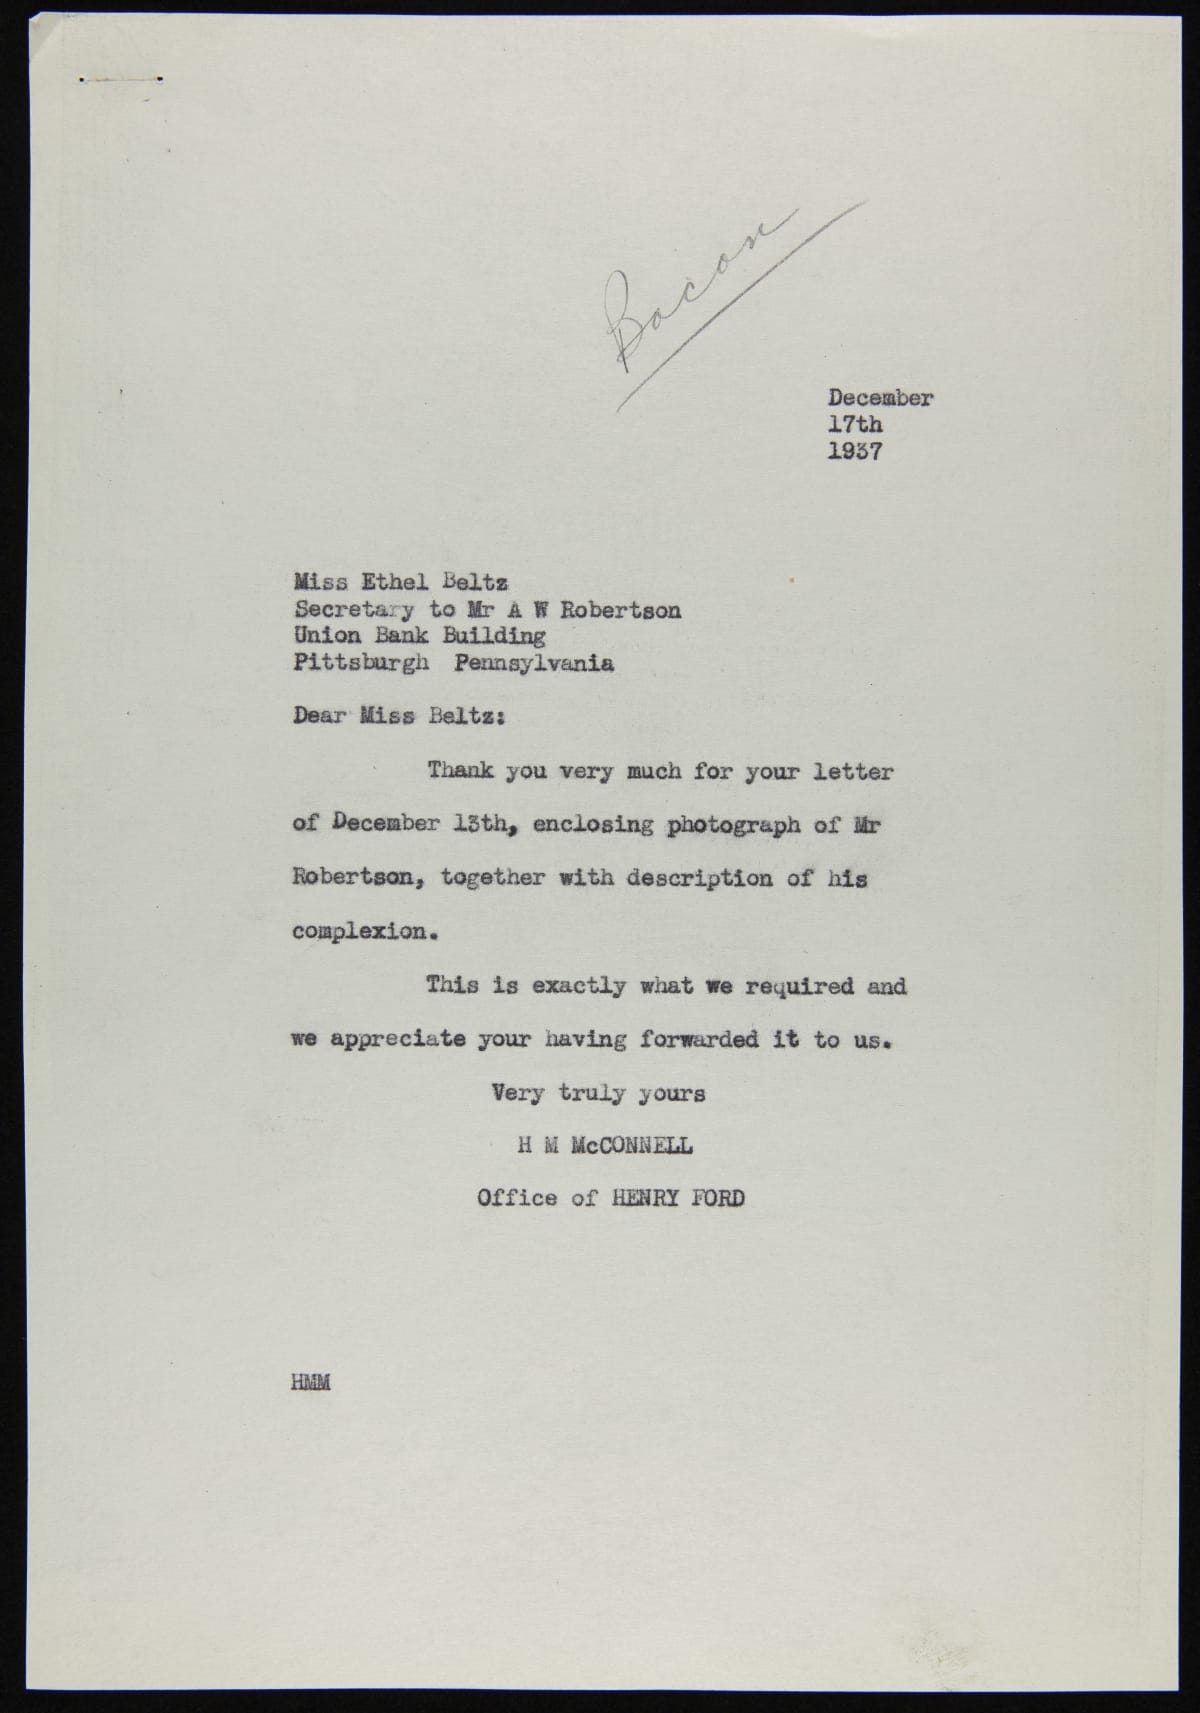 Bacon
December
17th
1937
Miss Ethel Beltz
Secretary to Mr A W Robertson
Union Bank Building
Pittsburgh Pennsylvania
Dear Miss Beltz:
Thank you very much for your letter
of December 13th, enclosing photograph of Mr
Robertson, together with description of his
complexion.
This is exactly what we required and
we appreciate your having forwarded it to us.
Very truly yours
H M McCONNELL
Office of HENRY FORD
HMM